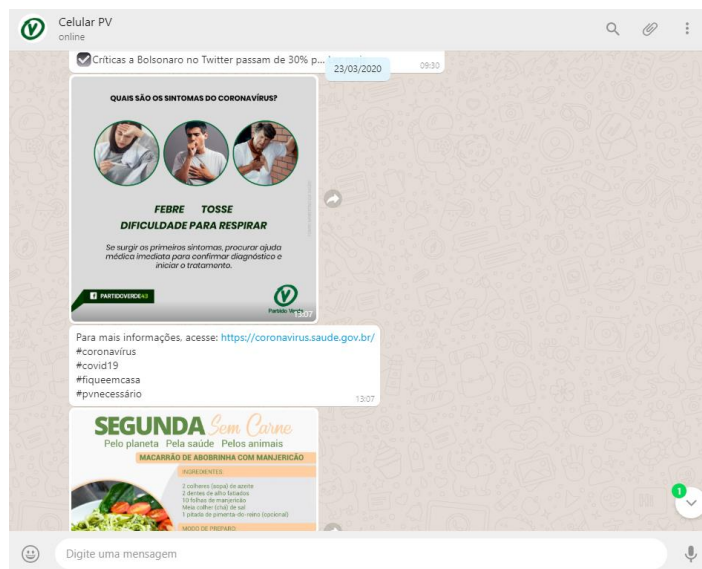 Celular PV
online
Críticas a Bolsonaro no Twitter passam de 30% p...
09:30
23/03/2020
QUAIS SÃO OS SINTOMAS DO CORONAVÍRUS?
FEBRE TOSSE
DIFICULDADE PARA RESPIRAR
Se surgir os primeiros sintomas, procurar ajuda
médica imediata para confirmar diagnóstico e
iniciar o tratamento.
PARTIDOVERDE43
Partido
13:07
Para mais informações, acesse: https://coronavirus.saude.gov.br/
#coronavírus
#covid19
#fiqueemcasa
#pvnecessário
13:07
SEGUNDA Sem Carne
Pelo planeta Pela saúde Pelos animais
MACARRÃO DE ABOBRINHA COM MANJERICÃO
INGREDIENTES
2 colheres (sopa) de azeite
2 dentes de alho fatiados
10 folhas de manjericão
Meia colher (chá) de sal
1 pitada de pimenta-do-reino (opcional)
MODO DE PREPARO
1
Digite uma mensagem